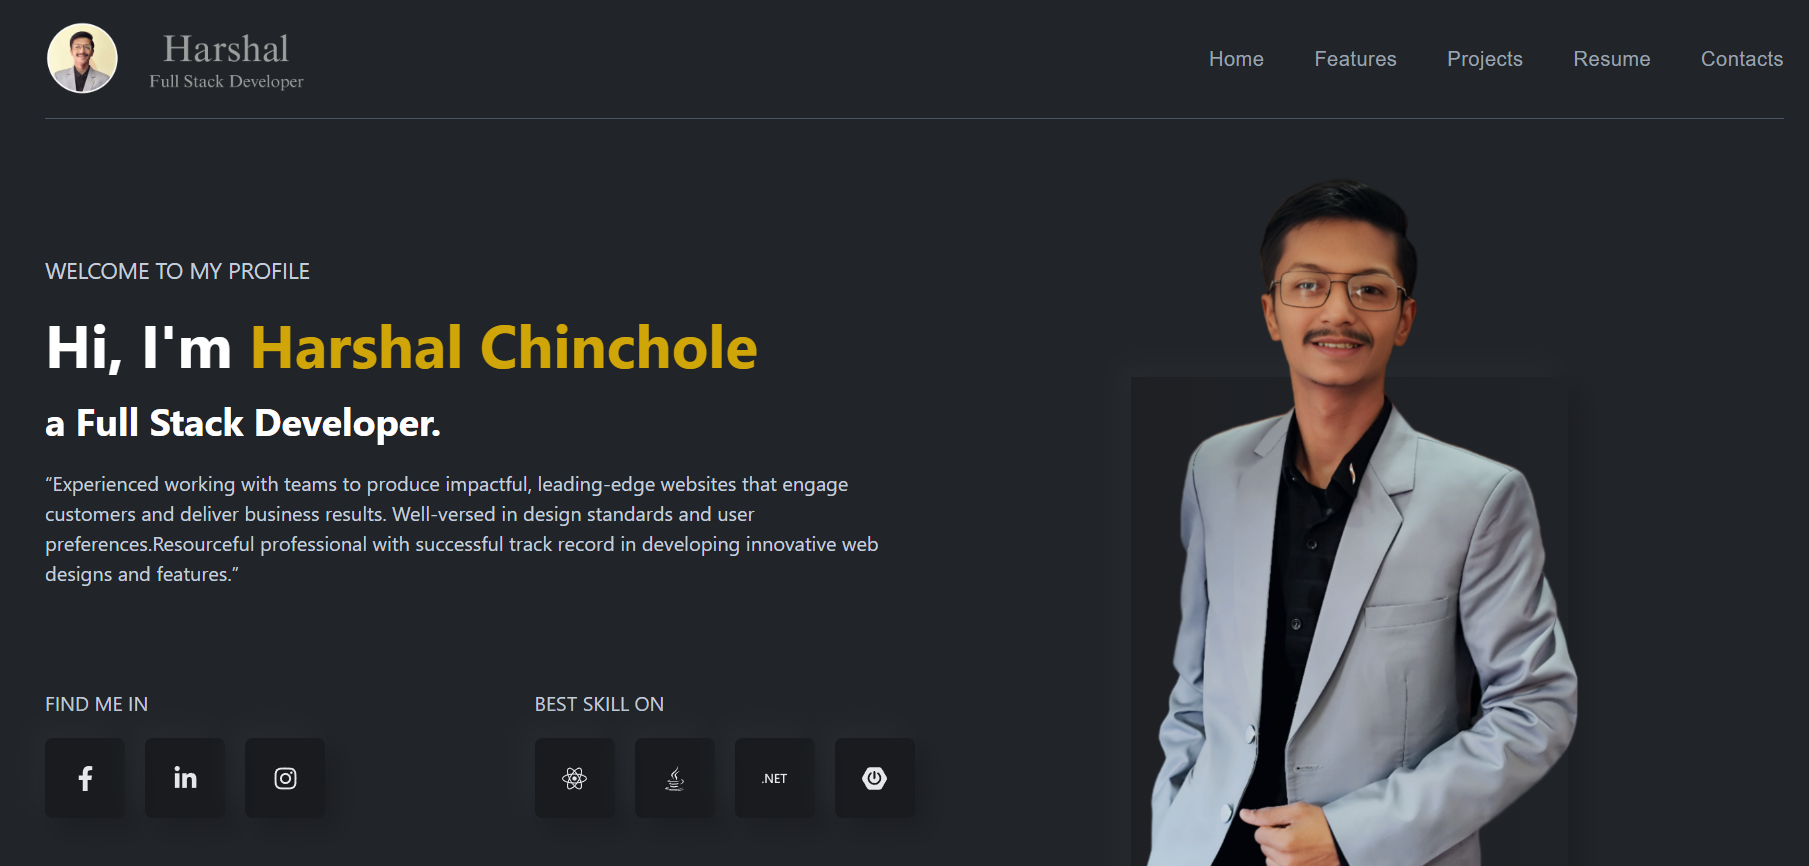 Harshal
Full Stack Developer
Home Features Projects Resume Contacts
WELCOME TO MY PROFILE
Hi, I'm Harshal Chinchole
a Full Stack Developer.
“Experienced working with teams to produce impactful, leading-edge websites that engage
customers and deliver business results. Well-versed in design standards and user
preferences.Resourceful professional with successful track record in developing innovative web
designs and features.”
FIND ME IN
BEST SKILL ON
f in
.NET